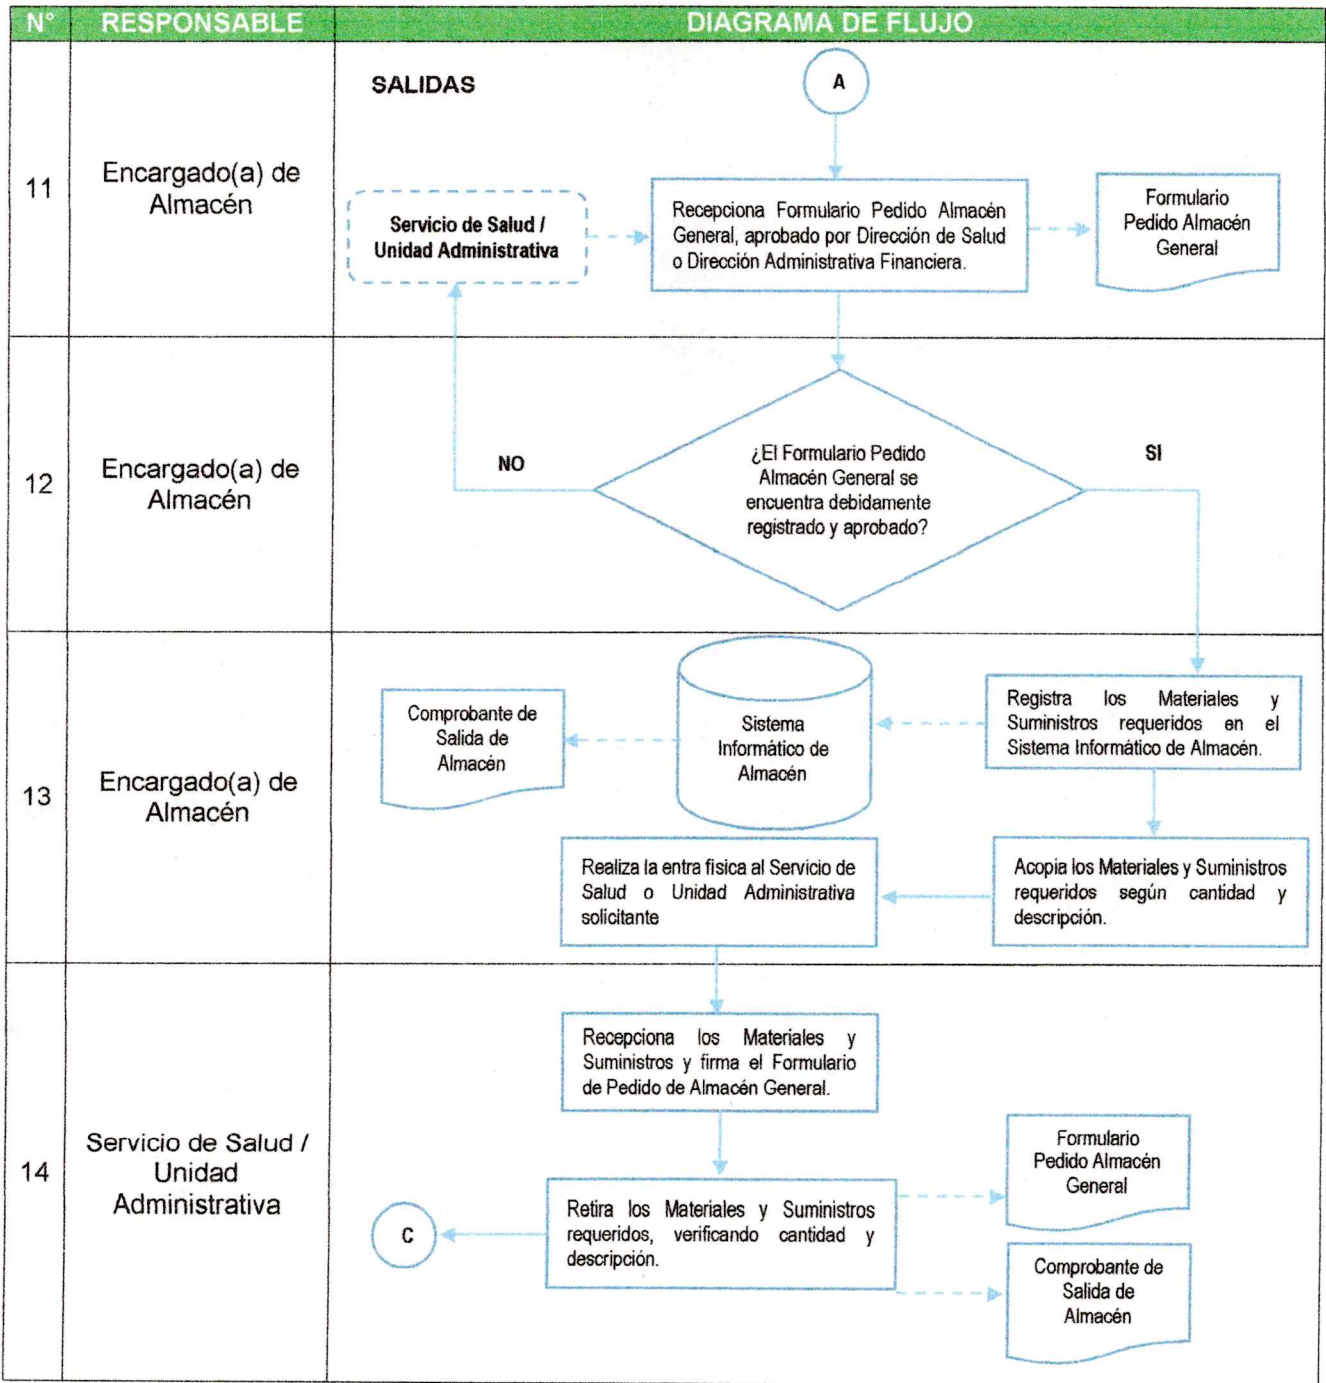 N° RESPONSABLE DIAGRAMA DE FLUJO
SALIDAS
A
11
Encargado(a) de
Almacén
Servicio de Salud /
Unidad Administrativa
Recepciona Formulario Pedido Almacén
General, aprobado por Dirección de Salud
o Dirección Administrativa Financiera.
Formulario
Pedido Almacén
General
12
Encargado(a) de
Almacén
NO
¿El Formulario Pedido
Almacén General se
encuentra debidamente
registrado y aprobado?
SI
13
Encargado(a) de
Almacén
Comprobante de
Salida de
Almacén
Sistema
Informático de
Almacén
Registra los Materiales y
Suministros requeridos en el
Sistema Informático de Almacén.
Realiza la entra fisica al Servicio de
Salud o Unidad Administrativa
solicitante
Acopia los Materiales y Suministros
requeridos según cantidad y
descripción.
14
Servicio de Salud /
Unidad
Administrativa
Recepciona los Materiales y
Suministros y firma el Formulario
de Pedido de Almacén General.
C
Retira los Materiales y Suministros
requeridos, verificando cantidad y
descripción.
Formulario
Pedido Almacén
General
Comprobante de
Salida de
Almacén